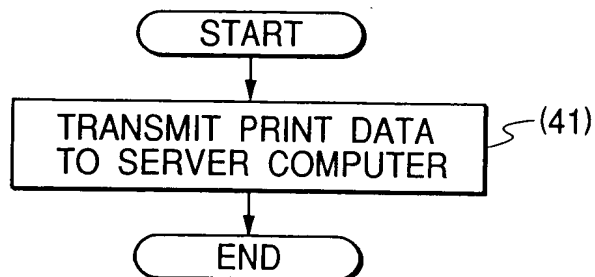 START
TRANSMIT PRINT DATA
TO SERVER COMPUTER
(41)
END